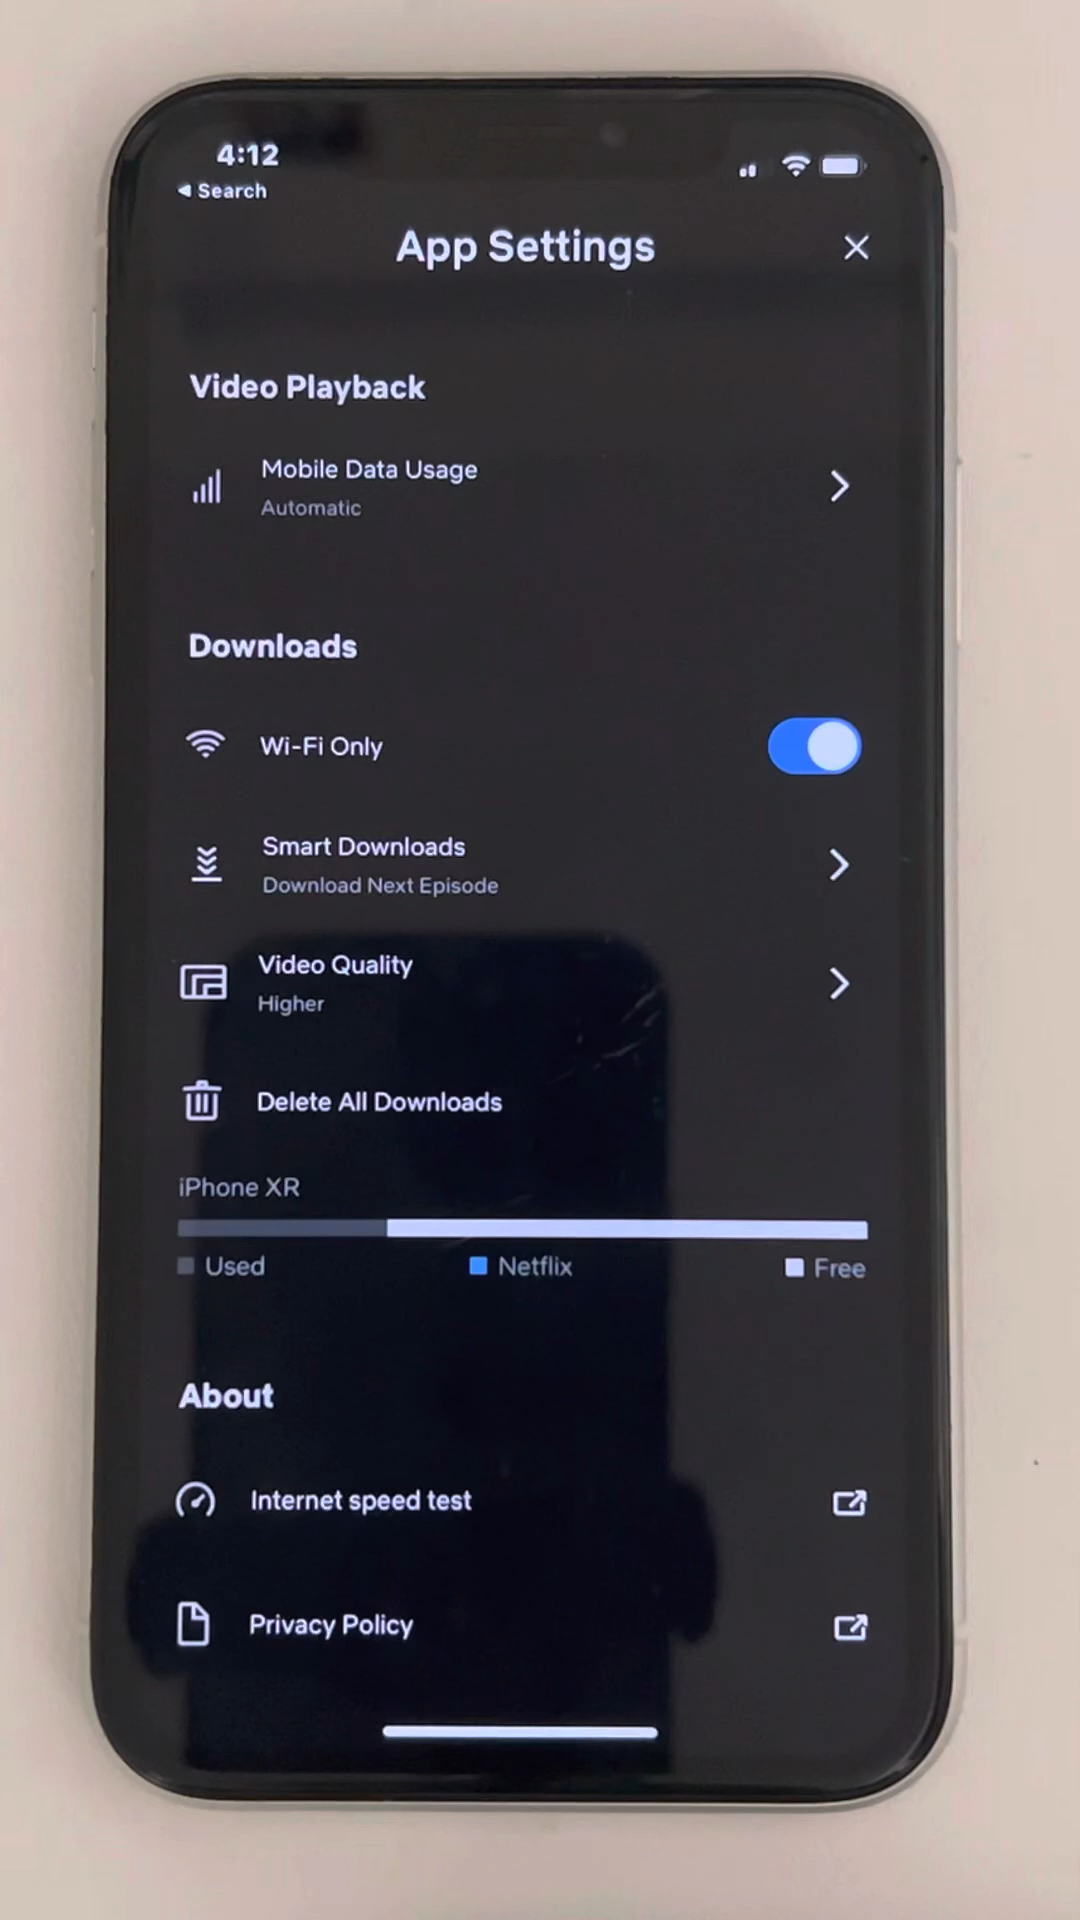 4:12
Search
App Settings
Video Playback
Mobile Data Usage
Automatic
Downloads
Wi-Fi Only
Smart Downloads
Download Next Episode
Video Quality
Higher
Delete All Downloads
iPhone XR
Used Netflix Free
About
Internet speed test
Privacy Policy